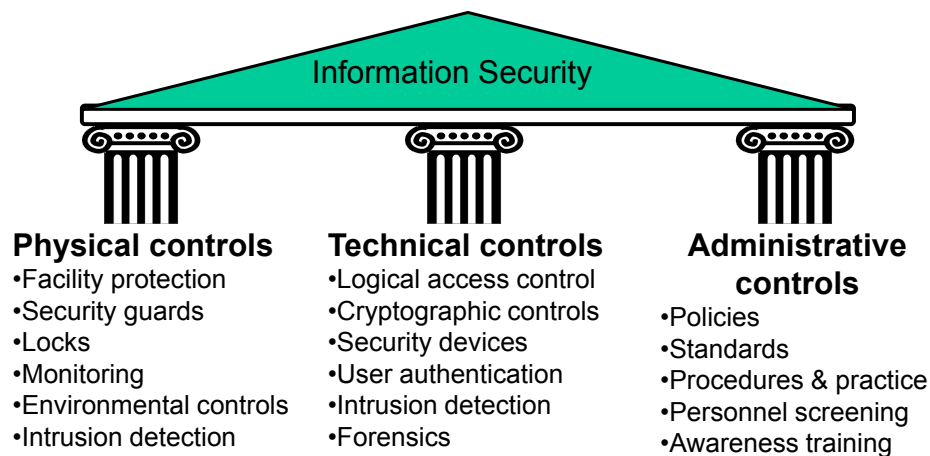 Information Security
Physical controls
•Facility protection
•Security guards
•Locks
•Monitoring
•Environmental controls
•Intrusion detection
Technical controls
•Logical access control
•Cryptographic controls
•Security devices
•User authentication
•Intrusion detection
•Forensics
Administrative
controls
•Policies
•Standards
•Procedures & practice
•Personnel screening
•Awareness training